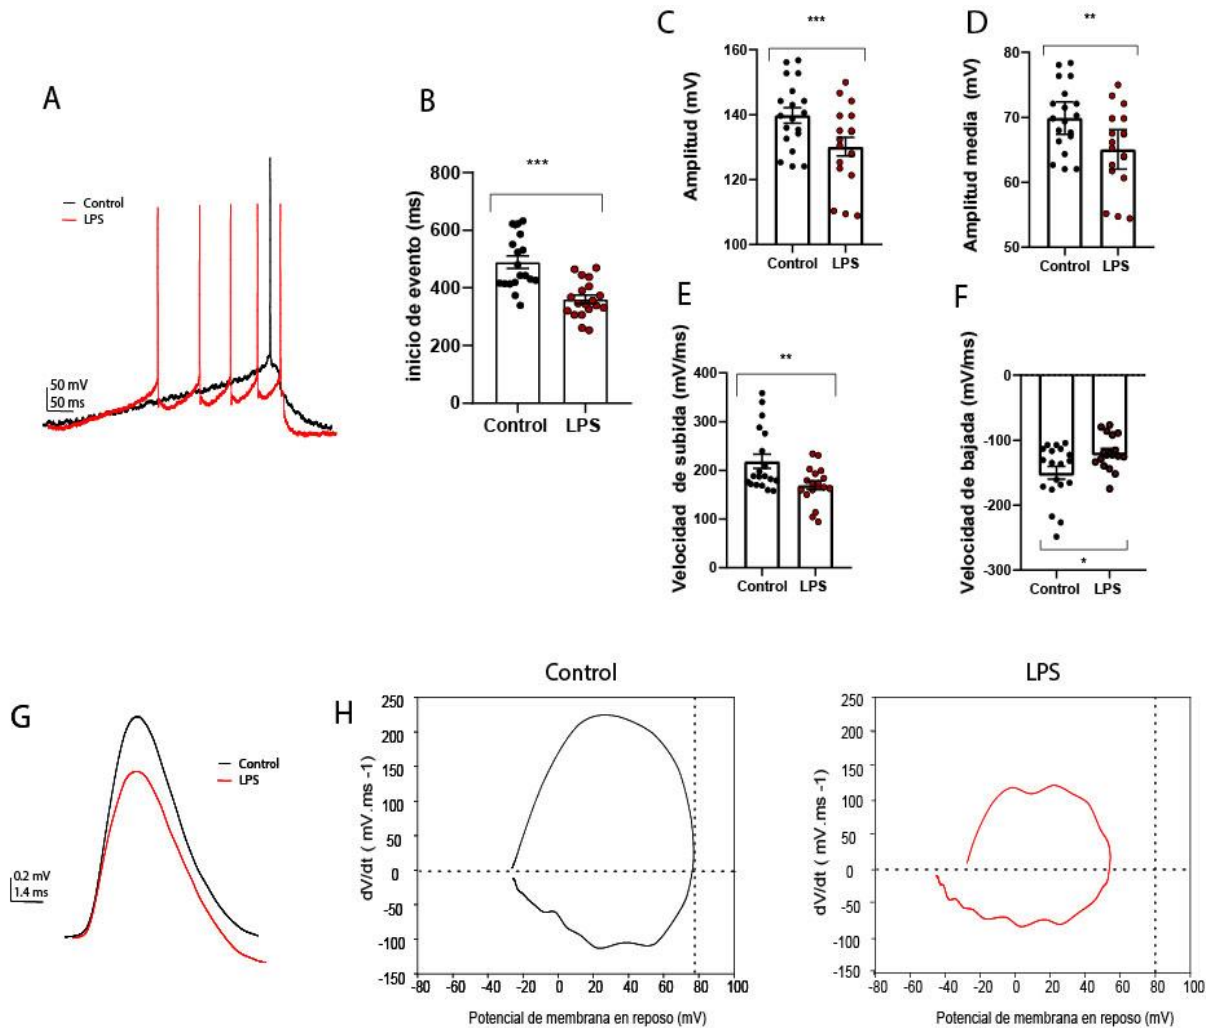 A
Control
LPS
50 mV
50 ms
B
***
inicio de evento (ms)
800
600
400
200
0
Control LPS
C
***
Amplitud (mV)
160
140
120
100
Control LPS
D
**
Amplitud media (mV)
80
70
60
50
Control LPS
E
**
Velocidad de subida (mV/ms)
400
300
200
100
0
Control LPS
F
Velocidad de bajada (mV/ms)
0
-100
-200
-300
*
Control LPS
G
Control
LPS
0.2 mV
1.4 ms
H
Control
dV/dt ( mV.ms -1)
250
200
150
100
50
0
-50
-100
-150
-80 -60 -40 -20 0 20 40 60 80 100
Potencial de membrana en reposo (mV)
LPS
dV/dt ( mV.ms -1)
250
200
150
100
50
0
-50
-100
-150
-80 -60 -40 -20 0 20 40 60 80 100
Potencial de membrana en reposo (mV)